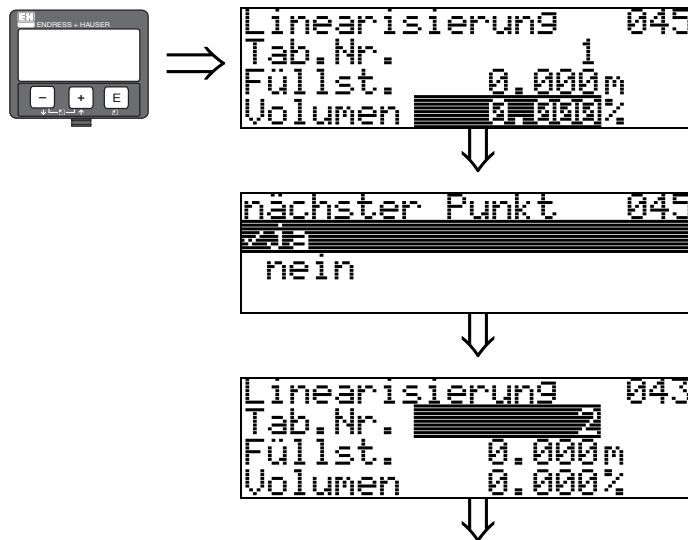 EH ENDRESS + HAUSER
- + E
Linearisierung 045
Tab.Nr. 1
Füllst. 0.000m
Volumen 0.000%
nächster Punkt 045
✓ja
nein
Linearisierung 043
Tab.Nr. 2
Füllst. 0.000m
Volumen 0.000%